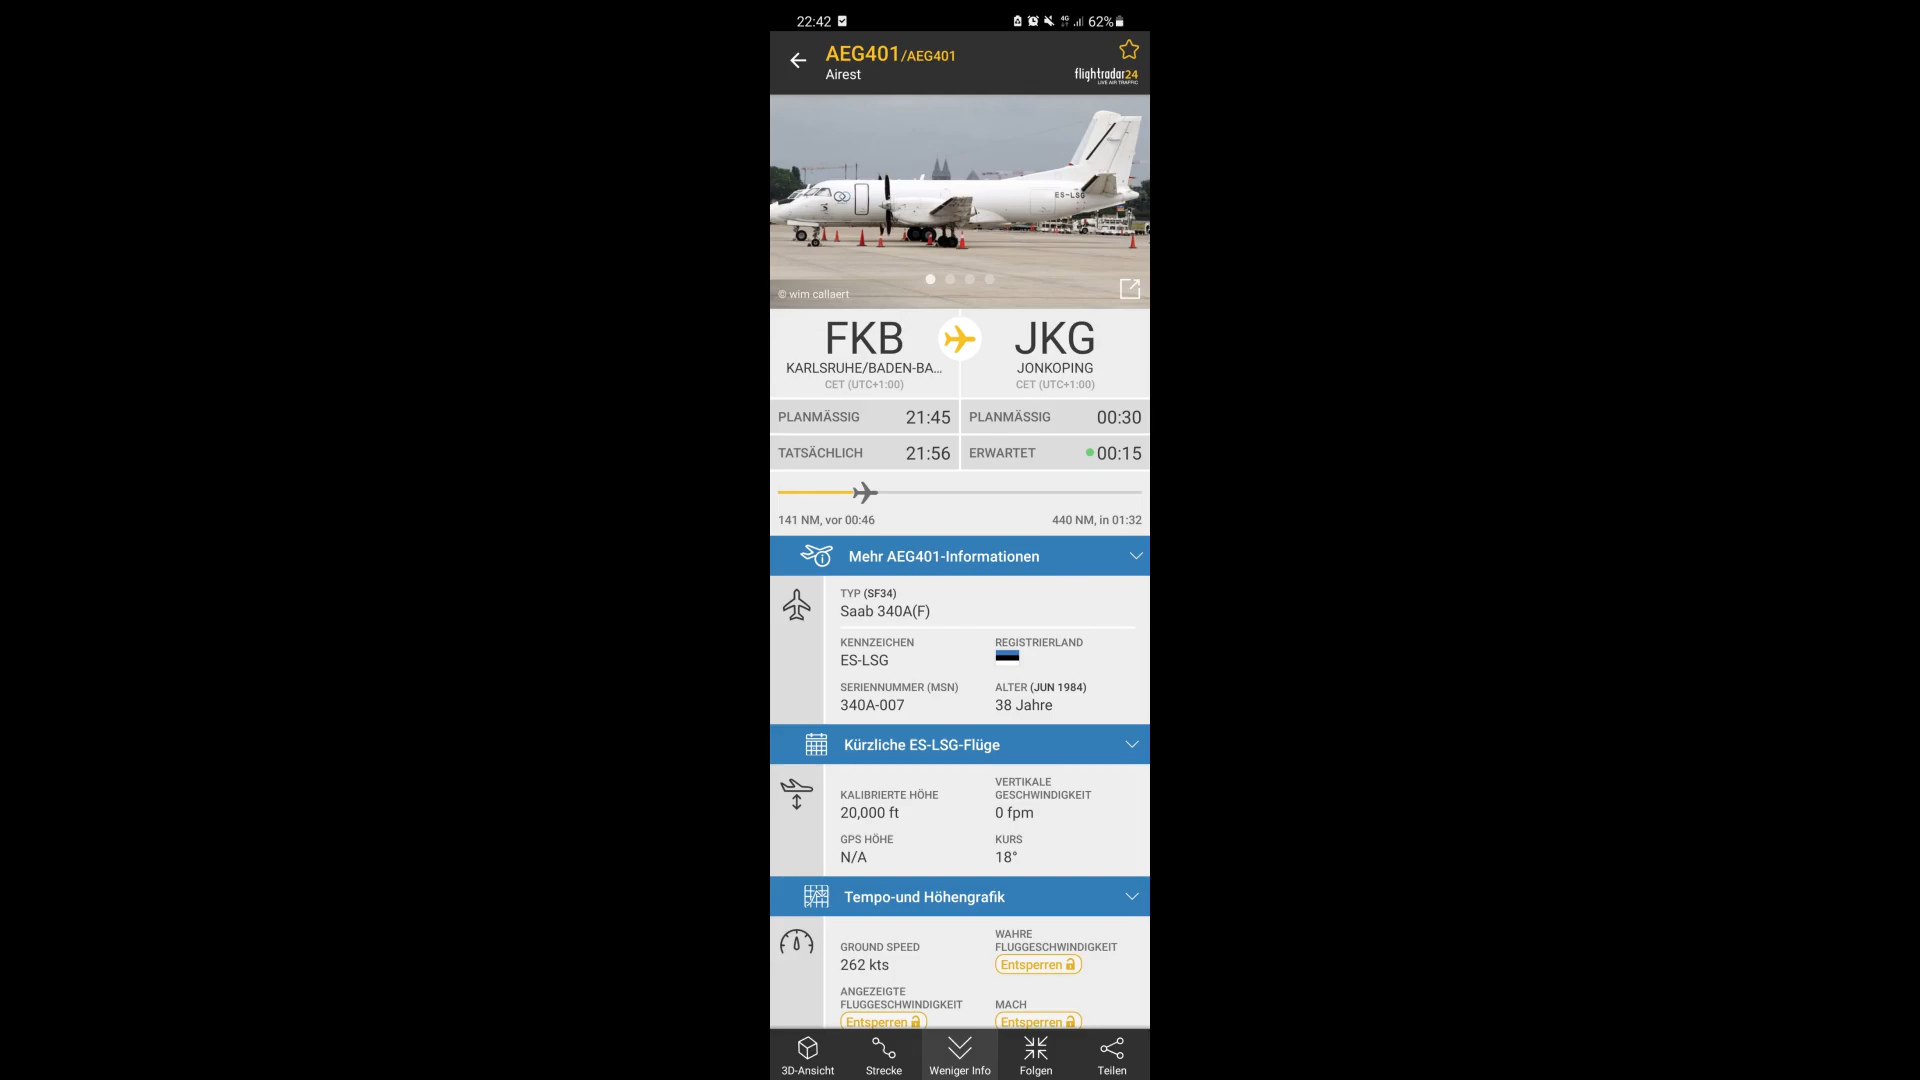 22:42
4G 62%
AEG401/AEG401
Airest
flightradar24
LIVE AIR TRAFFIC
ES-LSG
© wim callaert
FKB
JKG
KARLSRUHE/BADEN-BA...
JONKOPING
CET (UTC+1:00)
CET (UTC+1:00)
PLANMÄSSIG 21:45
PLANMÄSSIG 00:30
TATSÄCHLICH 21:56
ERWARTET 00:15
141 NM, vor 00:46
440 NM, in 01:32
Mehr AEG401-Informationen
TYP (SF34)
Saab 340A(F)
KENNZEICHEN
ES-LSG
REGISTRIERLAND
SERIENNUMMER (MSN)
340A-007
ALTER (JUN 1984)
38 Jahre
Kürzliche ES-LSG-Flüge
KALIBRIERTE HÖHE
20,000 ft
VERTIKALE
GESCHWINDIGKEIT
0 fpm
GPS HÖHE
N/A
KURS
18°
Tempo-und Höhengrafik
GROUND SPEED
262 kts
WAHRE
FLUGGESCHWINDIGKEIT
Entsperren
ANGEZEIGTE
FLUGGESCHWINDIGKEIT
Entsperren
MACH
Entsperren
3D-Ansicht
Strecke
Weniger Info
Folgen
Teilen